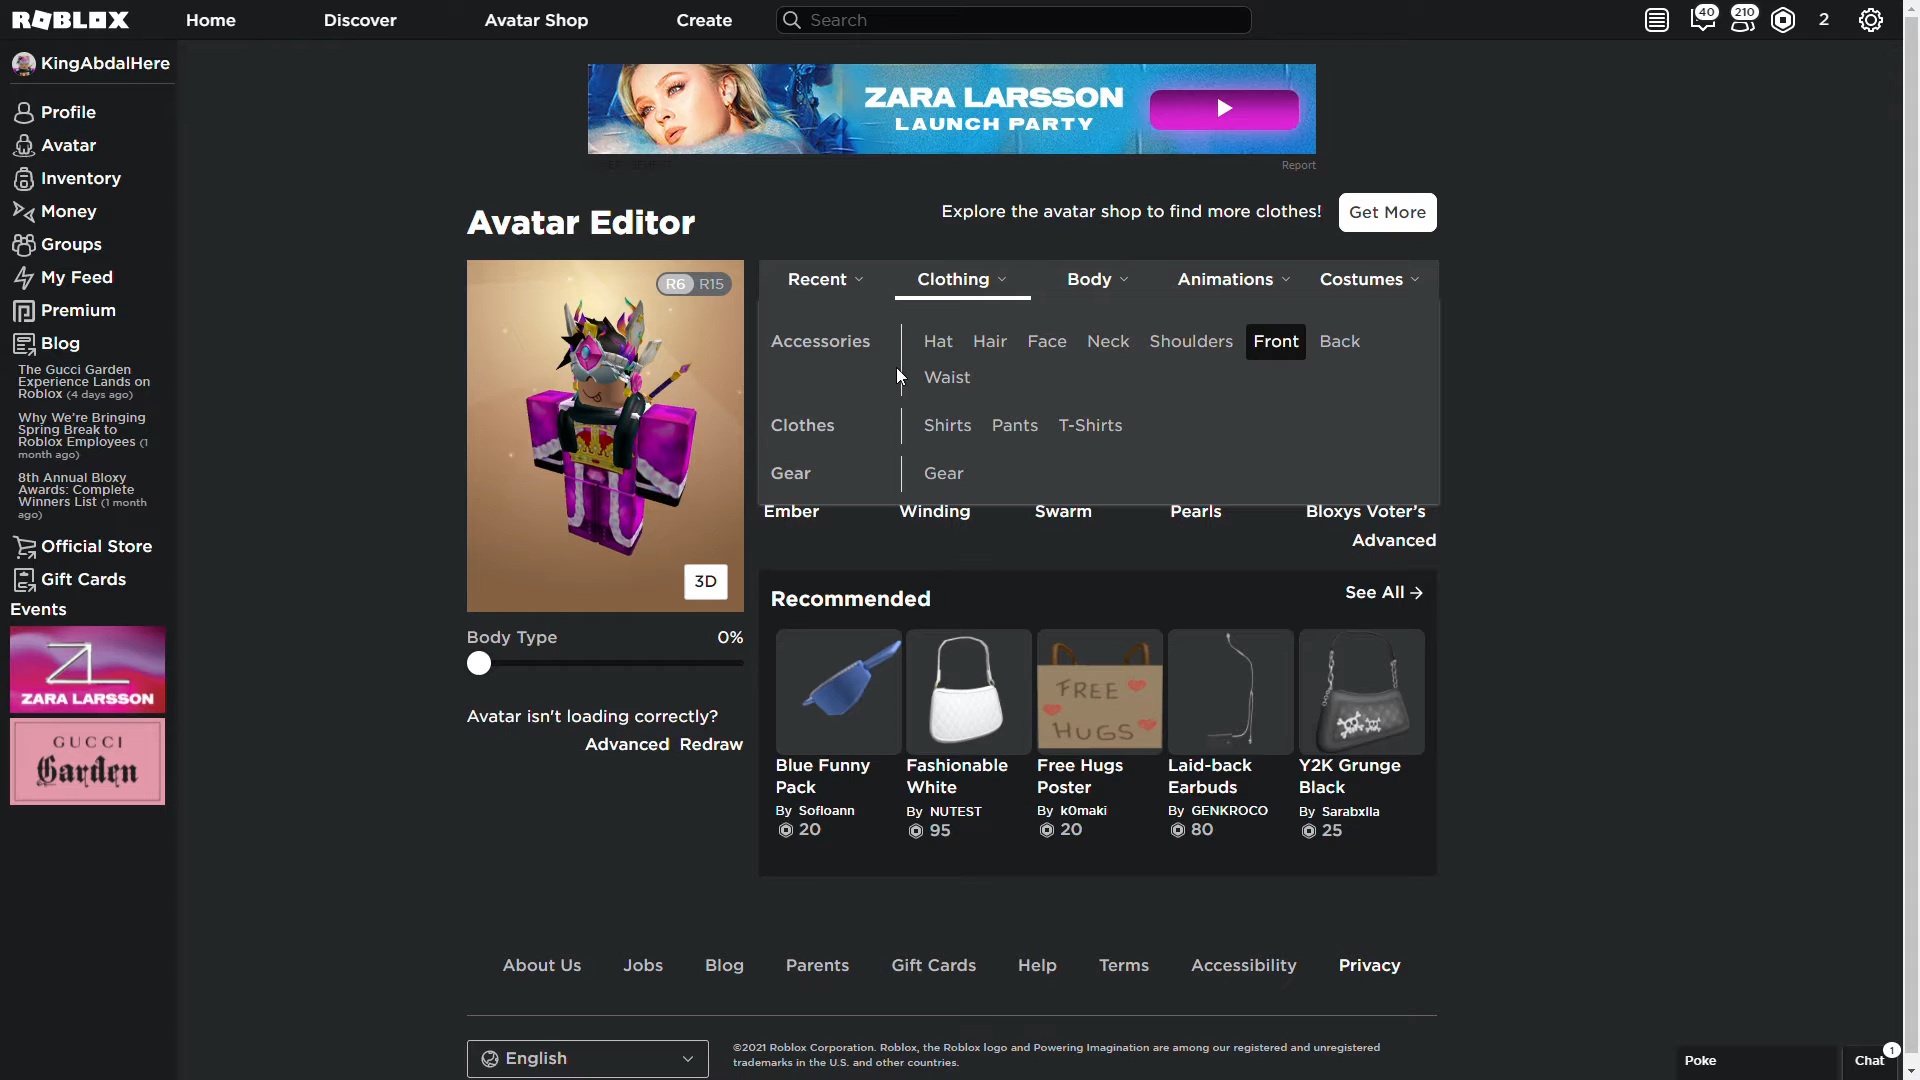 ROBLOX
Home
Discover
Avatar Shop
Create
Search
40
210
2
KingAbdalHere
Profile
Avatar
Inventory
Money
Groups
My Feed
Premium
Blog
The Gucci Garden
Experience Lands on
Roblox (4 days ago)
Why We're Bringing
Spring Break to
Roblox Employees (1
month ago)
8th Annual Bloxy
Awards: Complete
Winners List (1 month
ago)
Official Store
Gift Cards
Events
ZARA LARSSON
GUCCI
Garden
ZARA LARSSON
LAUNCH PARTY
Report
Avatar Editor
Explore the avatar shop to find more clothes!
Get More
R6 R15
3D
Body Type 0%
Avatar isn't loading correctly?
Advanced Redraw
Recent
Clothing
Body
Animations
Costumes
Accessories
Hat Hair Face Neck Shoulders Front Back
Waist
Clothes
Shirts Pants T-Shirts
Gear
Gear
Ember
Winding
Swarm
Pearls
Bloxys Voter's
Advanced
Recommended
See All
FREE
HUGS
Blue Funny
Pack
By Sofloann
20
Fashionable
White
By NUTEST
95
Free Hugs
Poster
By k0maki
20
Laid-back
Earbuds
By GENKROCO
80
Y2K Grunge
Black
By Sarabxlla
25
About Us
Jobs
Blog
Parents
Gift Cards
Help
Terms
Accessibility
Privacy
English
©2021 Roblox Corporation. Roblox, the Roblox logo and Powering Imagination are among our registered and unregistered
trademarks in the U.S. and other countries.
Poke
Chat
1